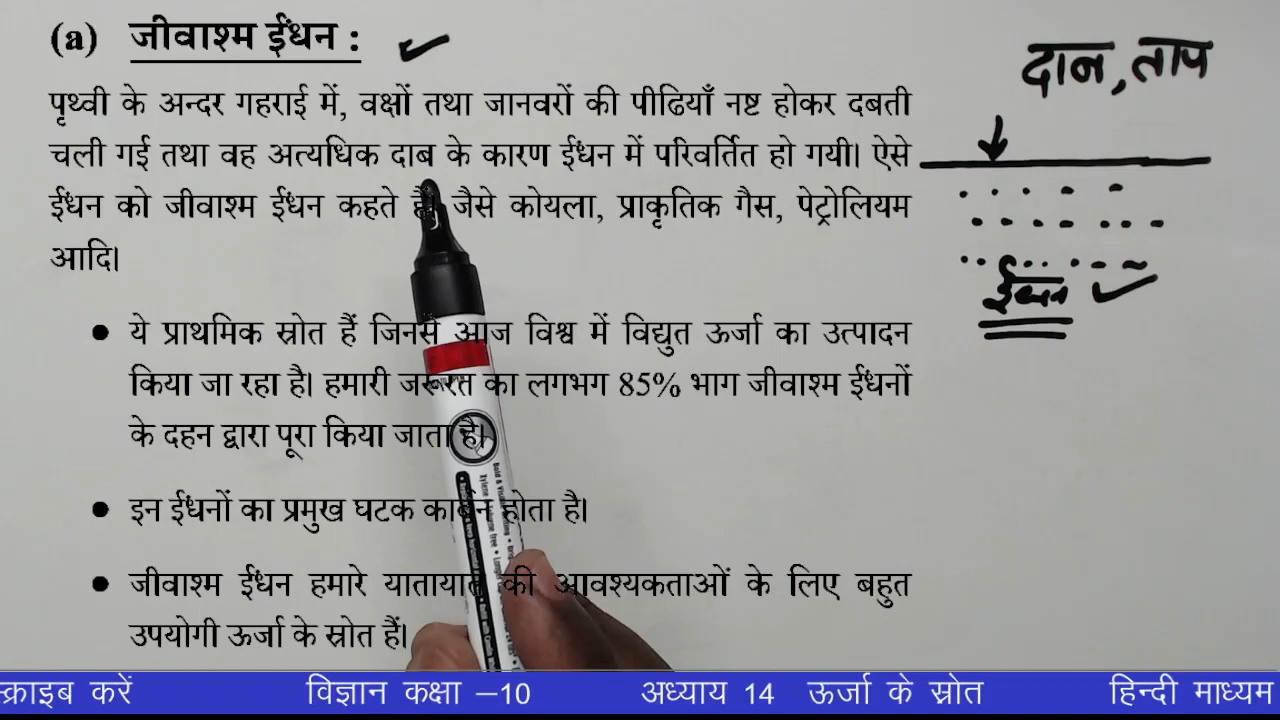 (a) जीवाश्म ईंधन :
पृथ्वी के अन्दर गहराई में, वक्षों तथा जानवरों की पीढियाँ नष्ट होकर दबती
चली गई तथा वह अत्यधिक दाब के कारण ईंधन में परिवर्तित हो गयी। ऐसे
ईंधन को जीवाश्म ईंधन कहते हैं। जैसे कोयला, प्राकृतिक गैस, पेट्रोलियम
आदि।
● ये प्राथमिक स्रोत हैं जिनसे आज विश्व में विद्युत ऊर्जा का उत्पादन
किया जा रहा है। हमारी जरूरत का लगभग 85% भाग जीवाश्म ईंधनों
के दहन द्वारा पूरा किया जाता है।
● इन ईंधनों का प्रमुख घटक कार्बन होता है।
● जीवाश्म ईंधन हमारे यातायात की आवश्यकताओं के लिए बहुत
उपयोगी ऊर्जा के स्रोत हैं।
दाब, ताप
ईंधन
स्क्राइब करें विज्ञान कक्षा –10 अध्याय 14 ऊर्जा के स्रोत हिन्दी माध्यम